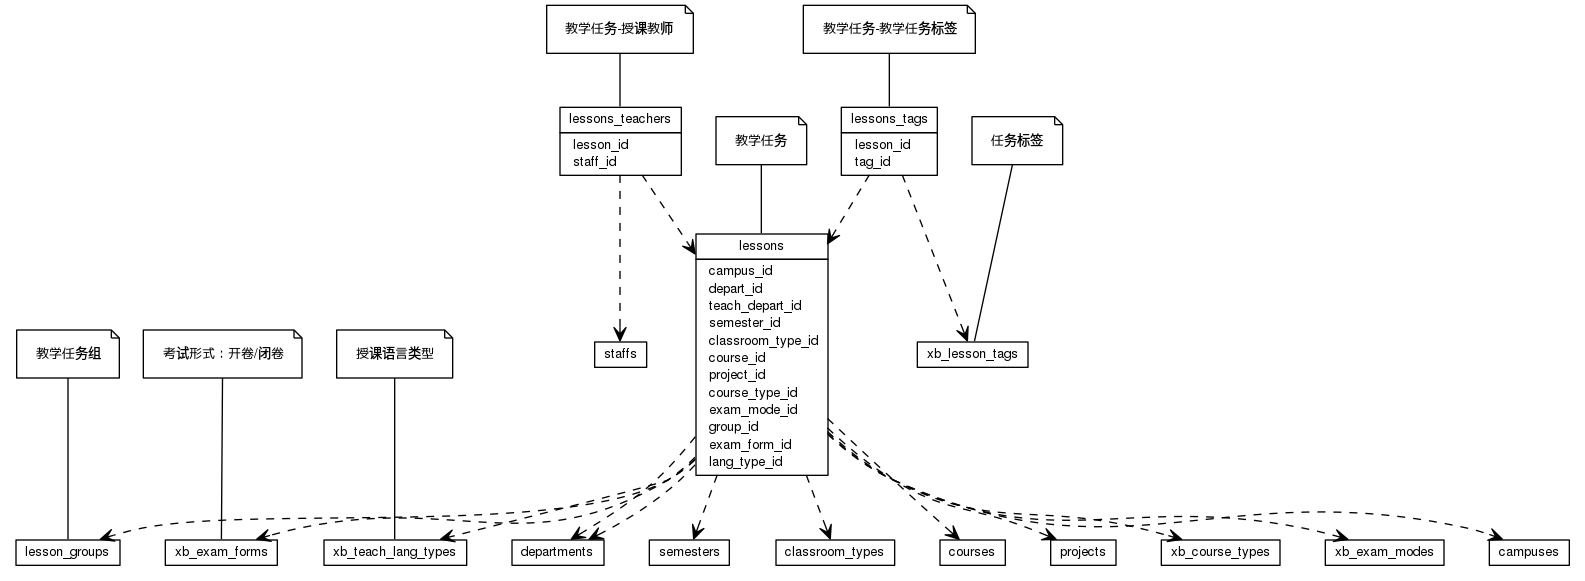 教学任务-授课教师
教学任务-教学任务标签
lessons_teachers
lesson_id
staff_id
lessons_tags
lesson_id
tag_id
教学任务
任务标签
lessons
campus_id
depart_id
teach_depart_id
semester_id
classroom_type_id
course_id
project_id
course_type_id
exam_mode_id
group_id
exam_form_id
lang_type_id
staffs
xb_lesson_tags
教学任务组
考试形式：开卷/闭卷
授课语言类型
lesson_groups
xb_exam_forms
xb_teach_lang_types
departments
semesters
classroom_types
courses
projects
xb_course_types
xb_exam_modes
campuses